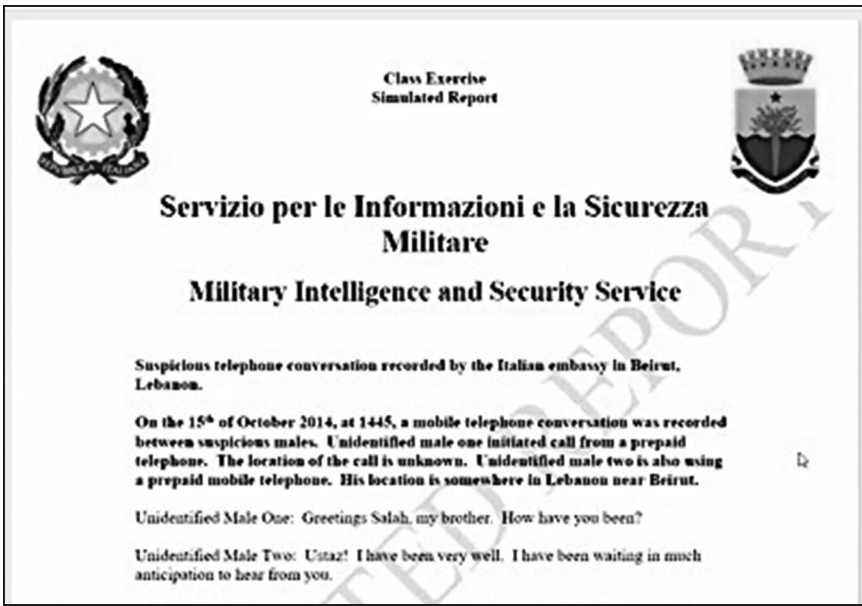 Class Exercise
Simulated Report
REPUBBLICA ITALIANA
Servizio per le Informazioni e la Sicurezza
Militare
Military Intelligence and Security Service
Suspicious telephone conversation recorded by the Italian embassy in Beirut,
Lebanon.
On the 15th of October 2014, at 1445, a mobile telephone conversation was recorded
between suspicious males. Unidentified male one initiated call from a prepaid
telephone. The location of the call is unknown. Unidentified male two is also using
a prepaid mobile telephone. His location is somewhere in Lebanon near Beirut.
Unidentified Male One: Greetings Salah, my brother. How have you been?
Unidentified Male Two: Ustaz! I have been very well. I have been waiting in much
anticipation to hear from you.
TED REPORT